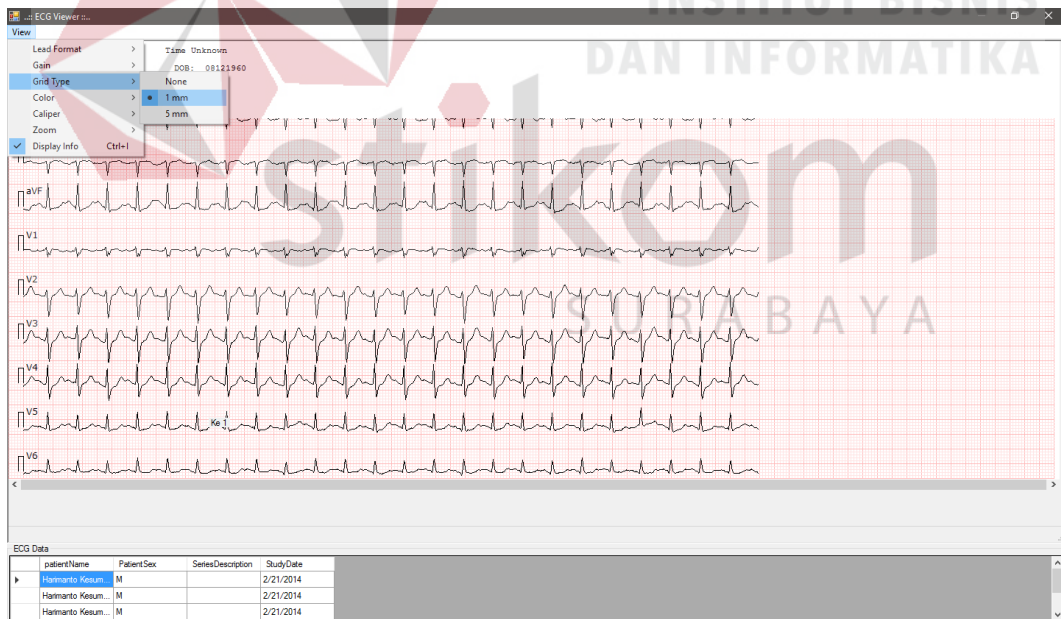 INSTITUT BISNIS
DAN INFORMATIKA
stikom
SURABAYA
..:: ECG Viewer ::..
View
Lead Format
Gain
Grid Type
Color
Caliper
Zoom
Display Info Ctrl+I
None
1 mm
5 mm
Time Unknown
DOB: 08121960
aVF
V1
V2
V3
V4
V5
Ke 1
V6
ECG Data
patientName PatientSex SeriesDescription StudyDate
Harimanto Kesum... M 2/21/2014
Harimanto Kesum... M 2/21/2014
Harimanto Kesum... M 2/21/2014